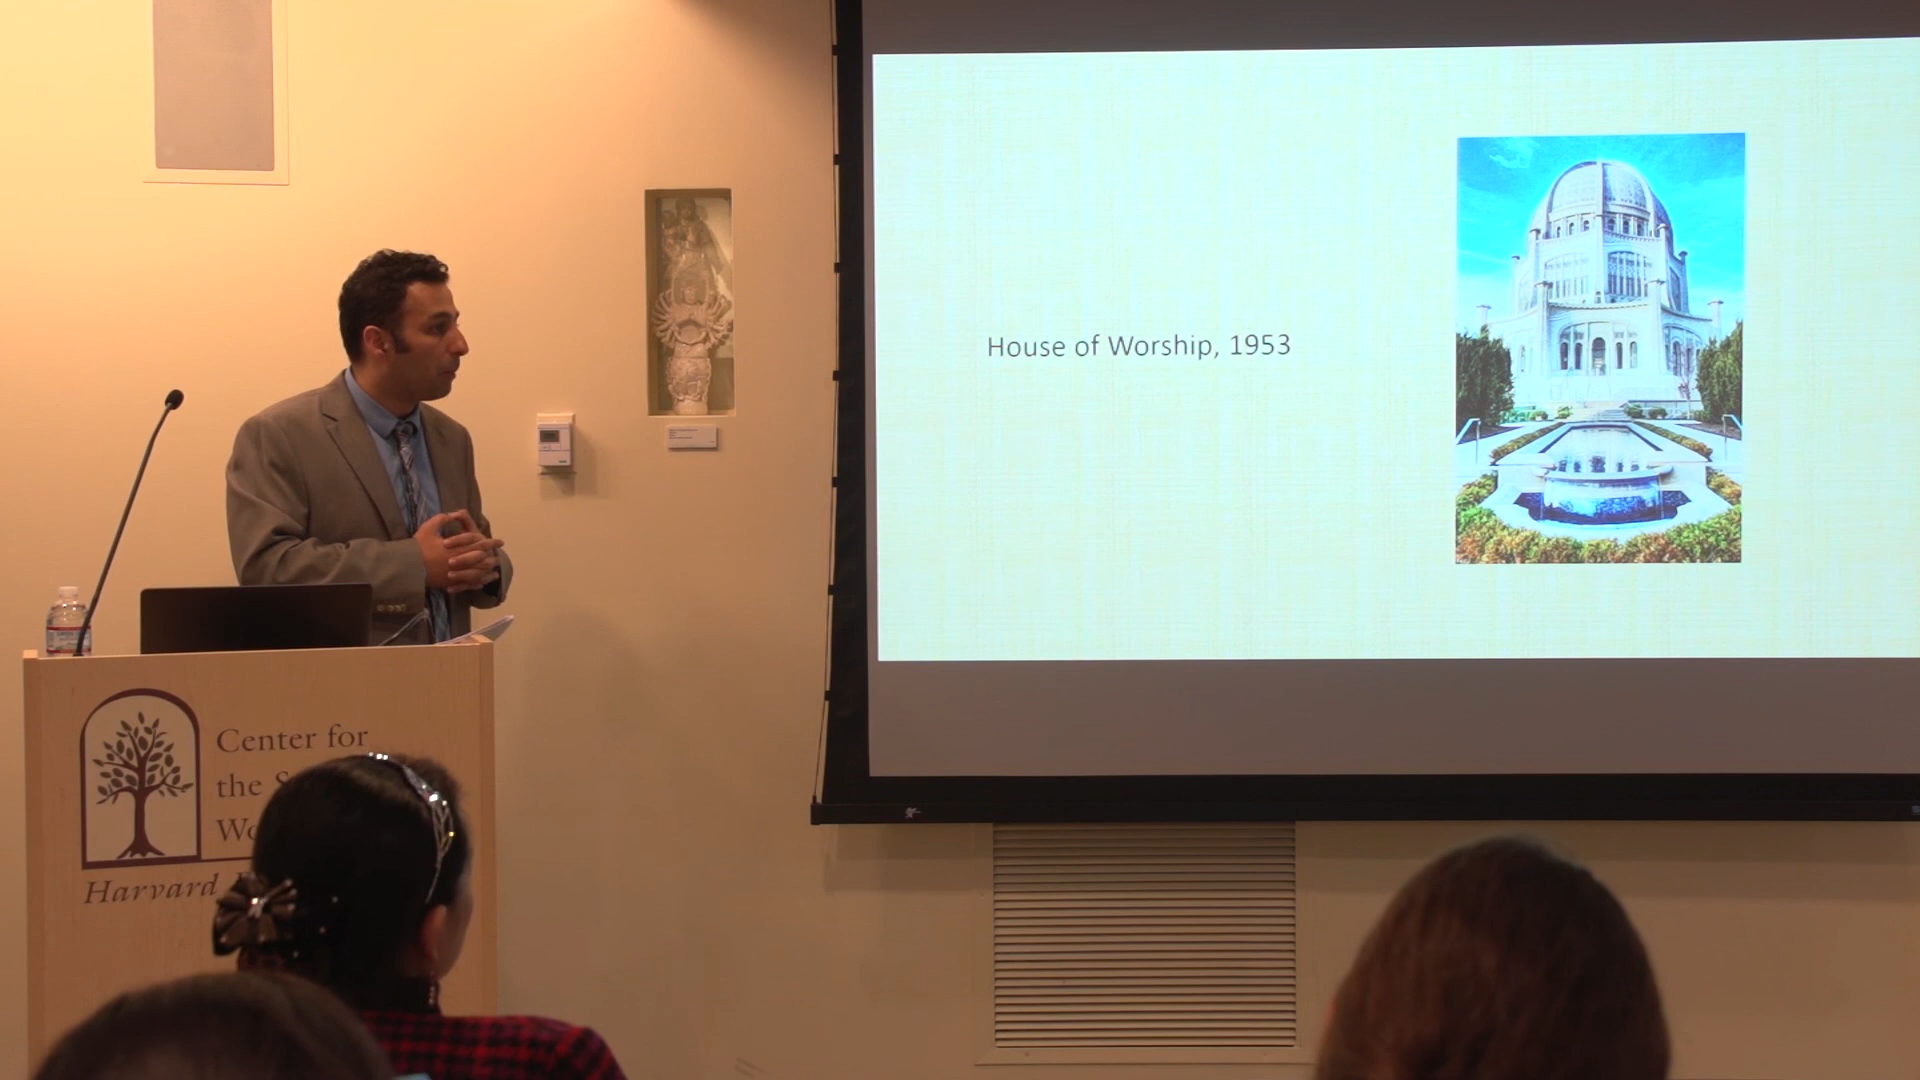 House of Worship, 1953
Center for
the S
Wo
Harvard